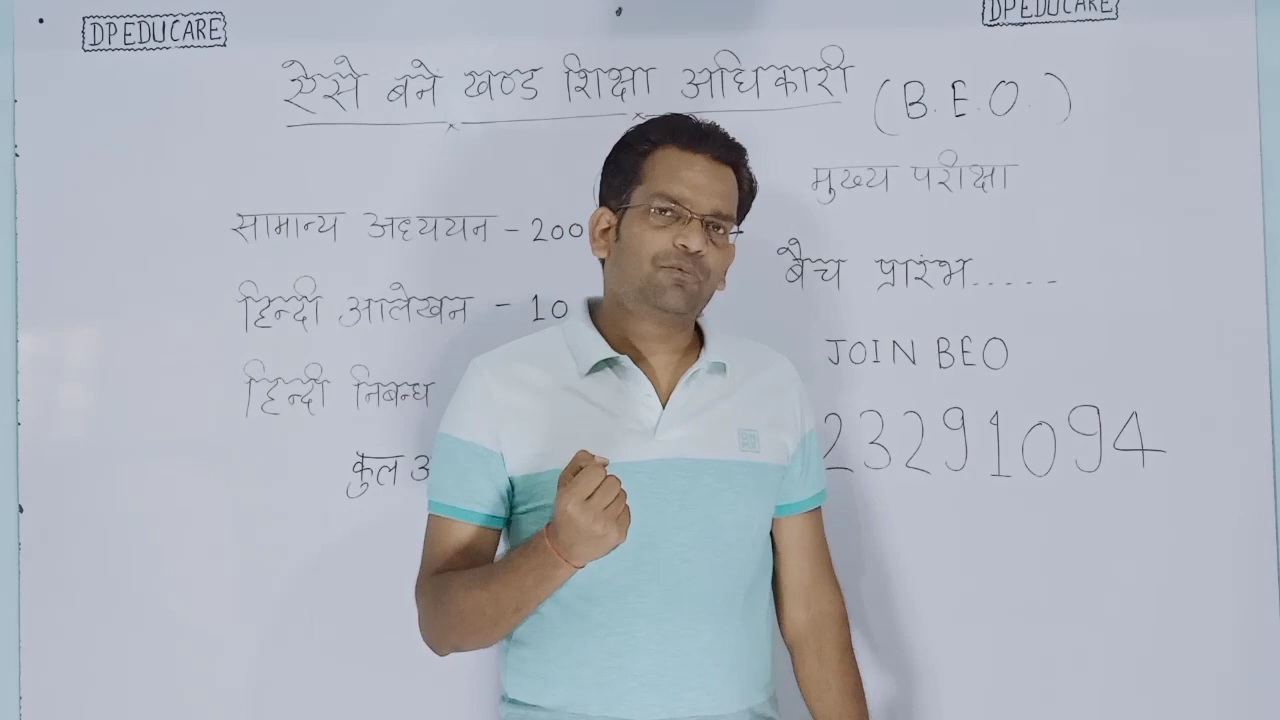 DPEDUCARE
DPEDUCARE
ऐसे बने खण्ड शिक्षा अधिकारी (B.E.O.)
मुख्य परीक्षा
सामान्य अध्ययन - 200
बैच प्रारंभ.....
हिन्दी आलेखन - 10
JOIN BEO
हिन्दी निबन्ध
23291094
कुल